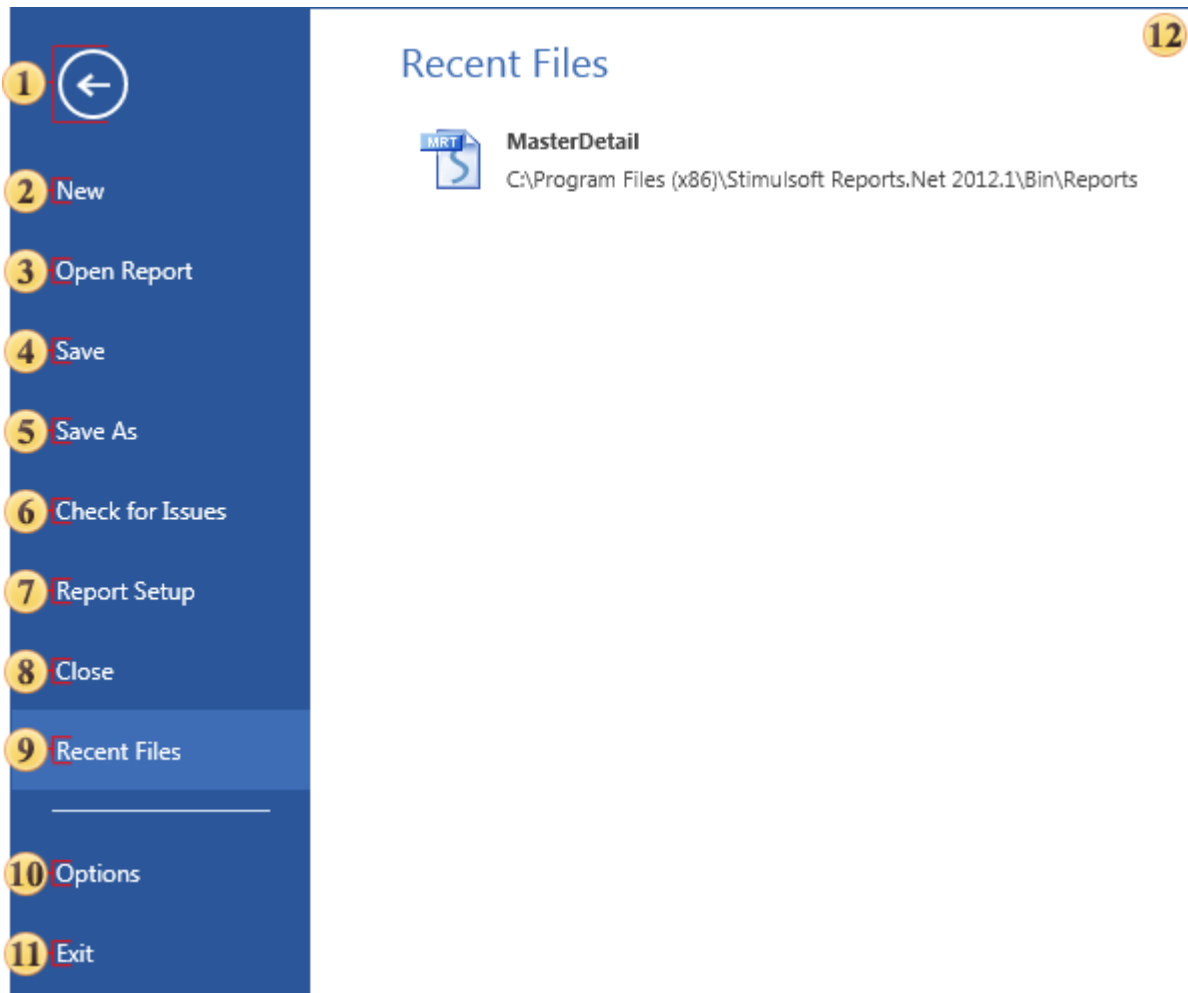 12
Recent Files
1
MRT
MasterDetail
C:\Program Files (x86)\Stimulsoft Reports.Net 2012.1\Bin\Reports
2 New
3 Open Report
4 Save
5 Save As
6 Check for Issues
7 Report Setup
8 Close
9 Recent Files
10 Options
11 Exit